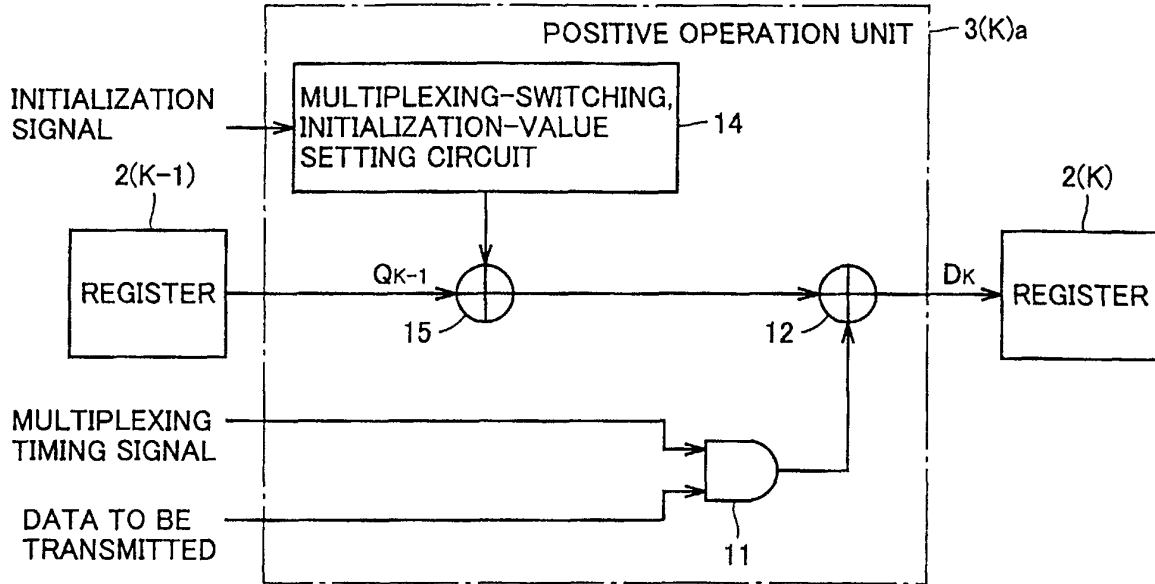 POSITIVE OPERATION UNIT
3(K)a
INITIALIZATION
SIGNAL
MULTIPLEXING-SWITCHING,
INITIALIZATION-VALUE
SETTING CIRCUIT
14
2(K-1)
2(K)
REGISTER
QK-1
15
12
DK
REGISTER
MULTIPLEXING
TIMING SIGNAL
DATA TO BE
TRANSMITTED
11